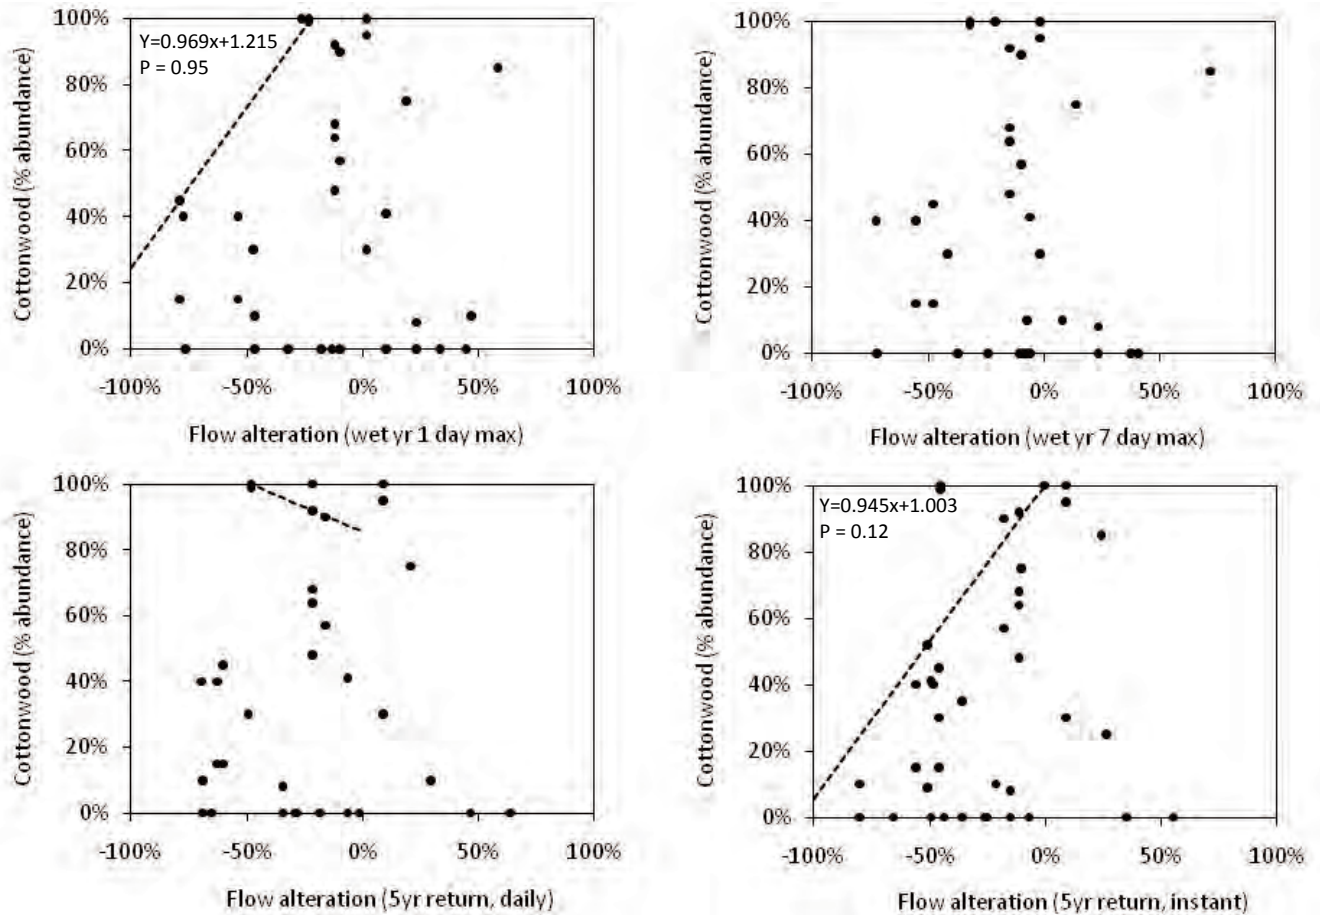 Y=0.969x+1.215
P = 0.95
Cottonwood (% abundance)
100%
80%
60%
40%
20%
0%
-100% -50% 0% 50% 100%
Flow alteration (wet yr 1 day max)
Cottonwood (% abundance)
100%
80%
60%
40%
20%
0%
-100% -50% 0% 50% 100%
Flow alteration (wet yr 7 day max)
Cottonwood (% abundance)
100%
80%
60%
40%
20%
0%
-100% -50% 0% 50% 100%
Flow alteration (5yr return, daily)
Y=0.945x+1.003
P = 0.12
Cottonwood (% abundance)
100%
80%
60%
40%
20%
0%
-100% -50% 0% 50% 100%
Flow alteration (5yr return, instant)